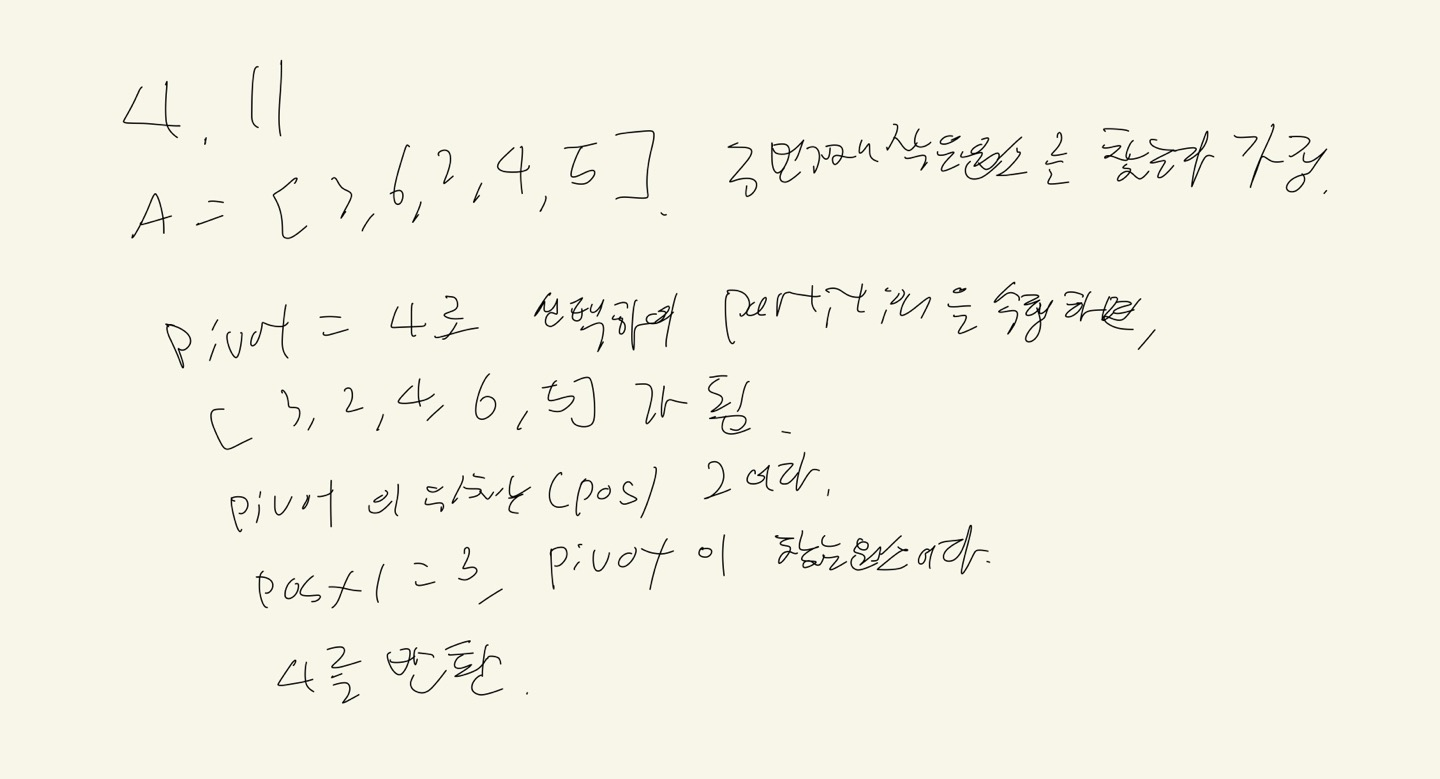 4.11
A = [3, 6, 2, 4, 5]. 3번째 작은 원소를 찾는다 가정.
pivot = 4로 선택하여 partition을 수행하면,
[3, 2, 4, 6, 5]가 됨.
pivot의 위치는 (pos) 2이다.
pos+1 = 3, pivot이 찾는 원소이다.
4를 반환.